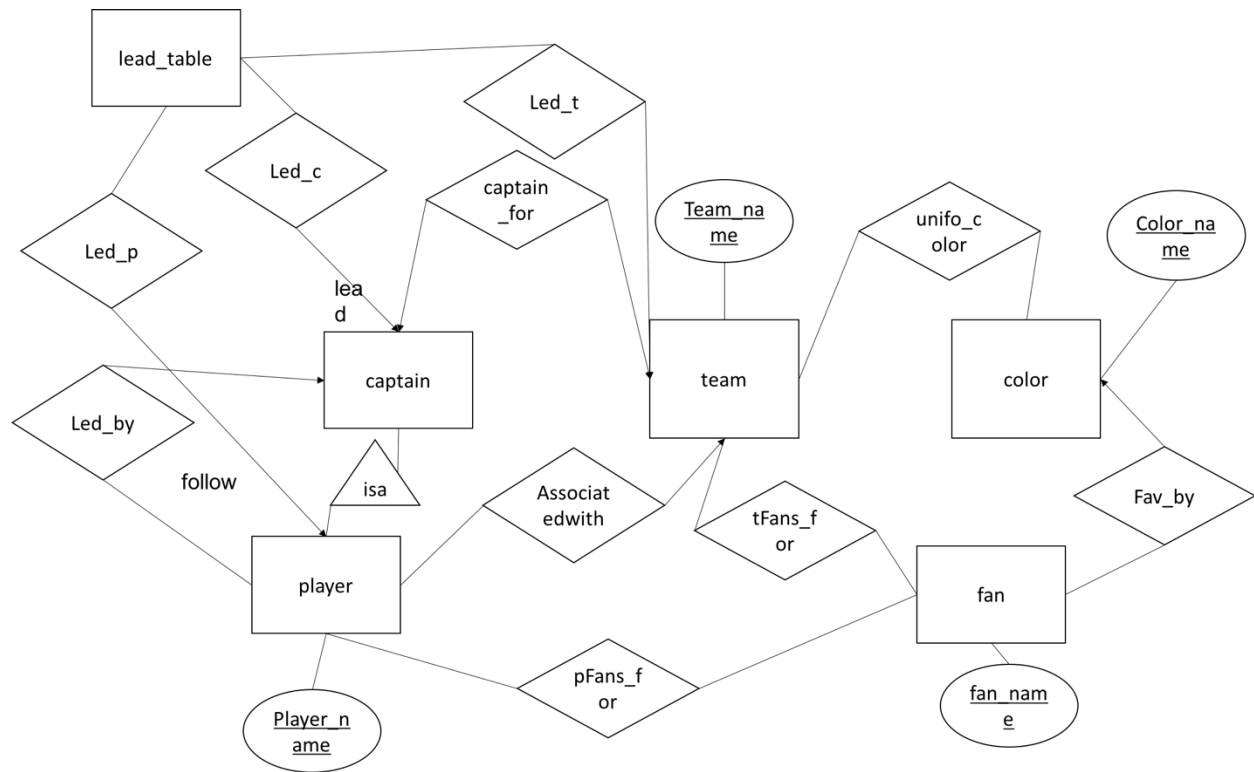 lead_table
Led_t
Led_c
captain
_for
Team_na
me
unifo_c
olor
Color_na
me
Led_p
lea
d
captain
team
color
Led_by
follow
isa
Associat
edwith
tFans_f
or
Fav_by
player
fan
pFans_f
or
Player_n
ame
fan_nam
e